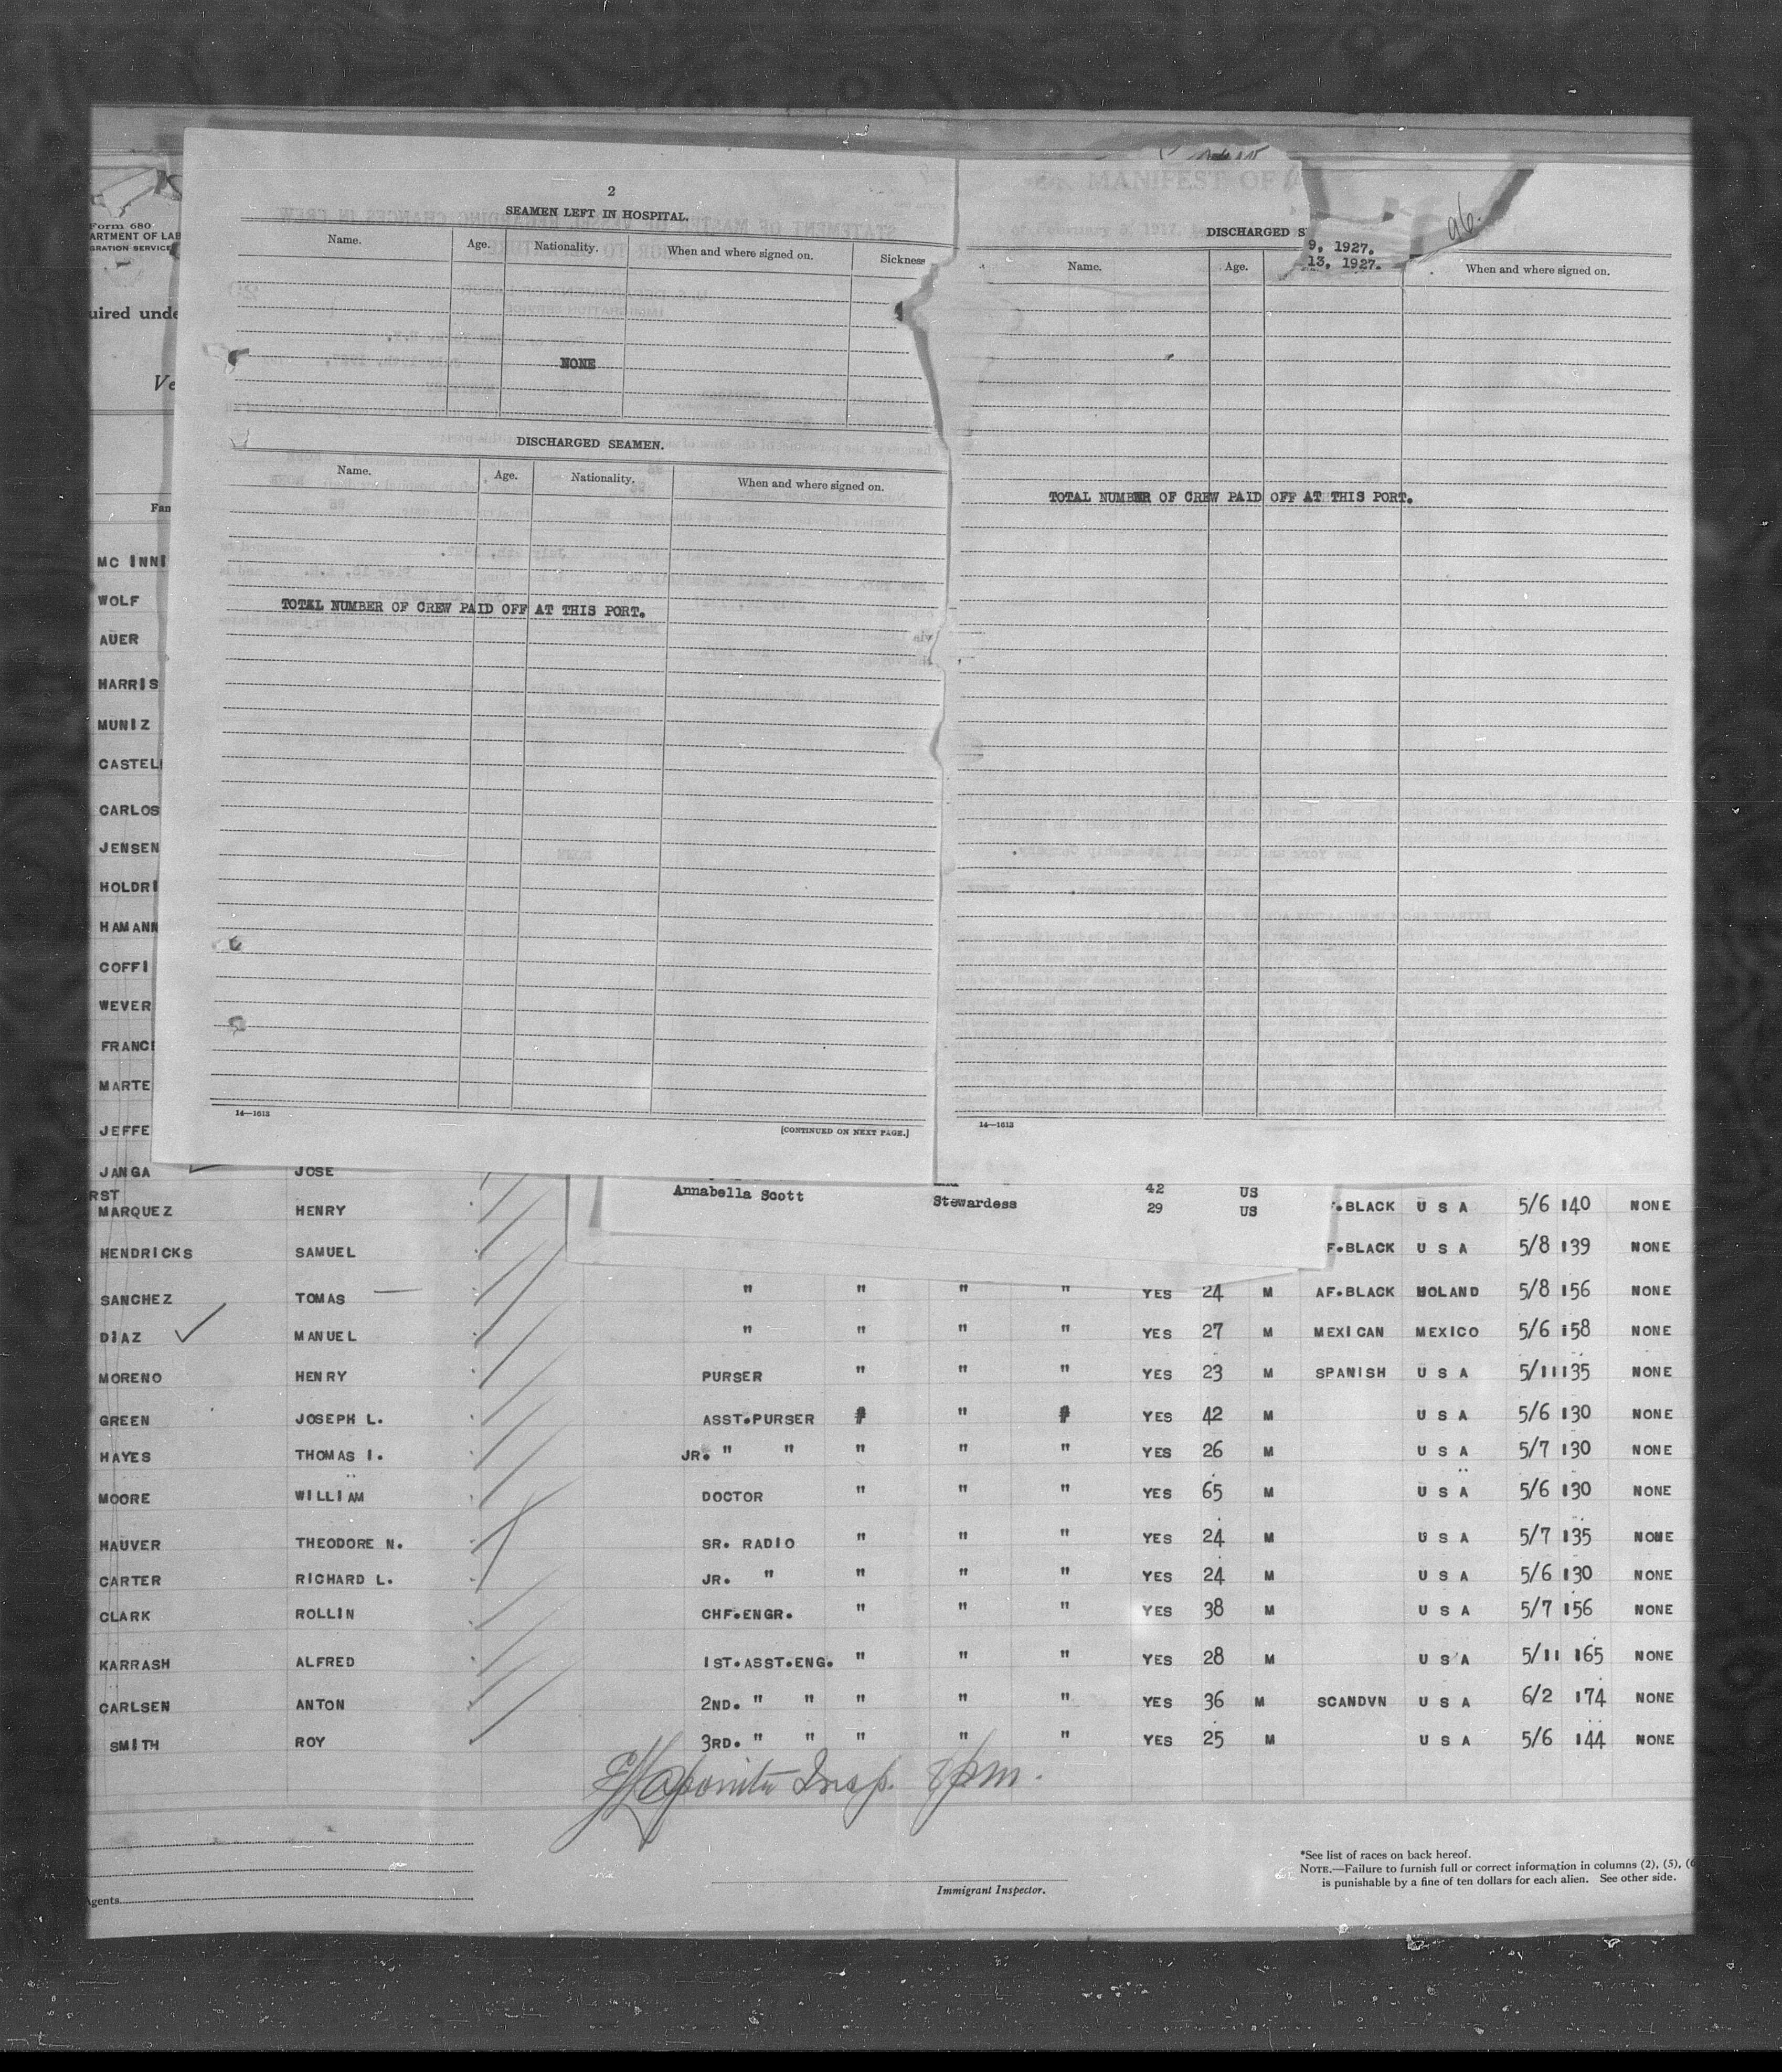 2
SEAMEN LEFT IN HOSPITAL.
Name. Age. Nationality. When and where signed on. Sickness
NONE
DISCHARGED SEAMEN.
Name. Age. Nationality. When and where signed on.
TOTAL NUMBER OF CREW PAID OFF AT THIS PORT.
14—1613
[CONTINUED ON NEXT PAGE.]
MANIFEST OF
of February 5, 1917,
96.
DISCHARGED S
9, 1927.
13, 1927.
Name. Age. When and where signed on.
TOTAL NUMBER OF CREW PAID OFF AT THIS PORT.
14—1613
Form 680
ARTMENT OF LAB
GRATION SERVICE
uired unde
Ve
Fan
MC INNI
WOLF
AUER
HARRIS
MUNIZ
CASTEL
CARLOS
JENSEN
HOLDRI
HAMANN
COFFI
WEVER
FRANCI
MARTE
JEFFE
JANGA JOSE
Annabella Scott Stewardess
42 US
29 US
RST
MARQUEZ HENRY F.BLACK U S A 5/6 140 NONE
HENDRICKS SAMUEL F.BLACK U S A 5/8 139 NONE
SANCHEZ TOMAS " " " " YES 24 M AF.BLACK HOLAND 5/8 156 NONE
DIAZ MANUEL " " " " YES 27 M MEXICAN MEXICO 5/6 158 NONE
MORENO HENRY PURSER " " " YES 23 M SPANISH U S A 5/11 135 NONE
GREEN JOSEPH L. ASST.PURSER " " " YES 42 M U S A 5/6 130 NONE
HAYES THOMAS I. JR. " " " " " YES 26 M U S A 5/7 130 NONE
MOORE WILLIAM DOCTOR " " " YES 65 M U S A 5/6 130 NONE
HAUVER THEODORE N. SR. RADIO " " " YES 24 M U S A 5/7 135 NONE
CARTER RICHARD L. JR. " " " " YES 24 M U S A 5/6 130 NONE
CLARK ROLLIN CHF.ENGR. " " " YES 38 M U S A 5/7 156 NONE
KARRASH ALFRED 1ST.ASST.ENG. " " " YES 28 M U S A 5/11 165 NONE
CARLSEN ANTON 2ND. " " " " " YES 36 M SCANDVN U S A 6/2 174 NONE
SMITH ROY 3RD. " " " " " YES 25 M U S A 5/6 144 NONE
Insp. 8pm.
gents
Immigrant Inspector.
*See list of races on back hereof.
NOTE.—Failure to furnish full or correct information in columns (2), (5), (6
is punishable by a fine of ten dollars for each alien. See other side.